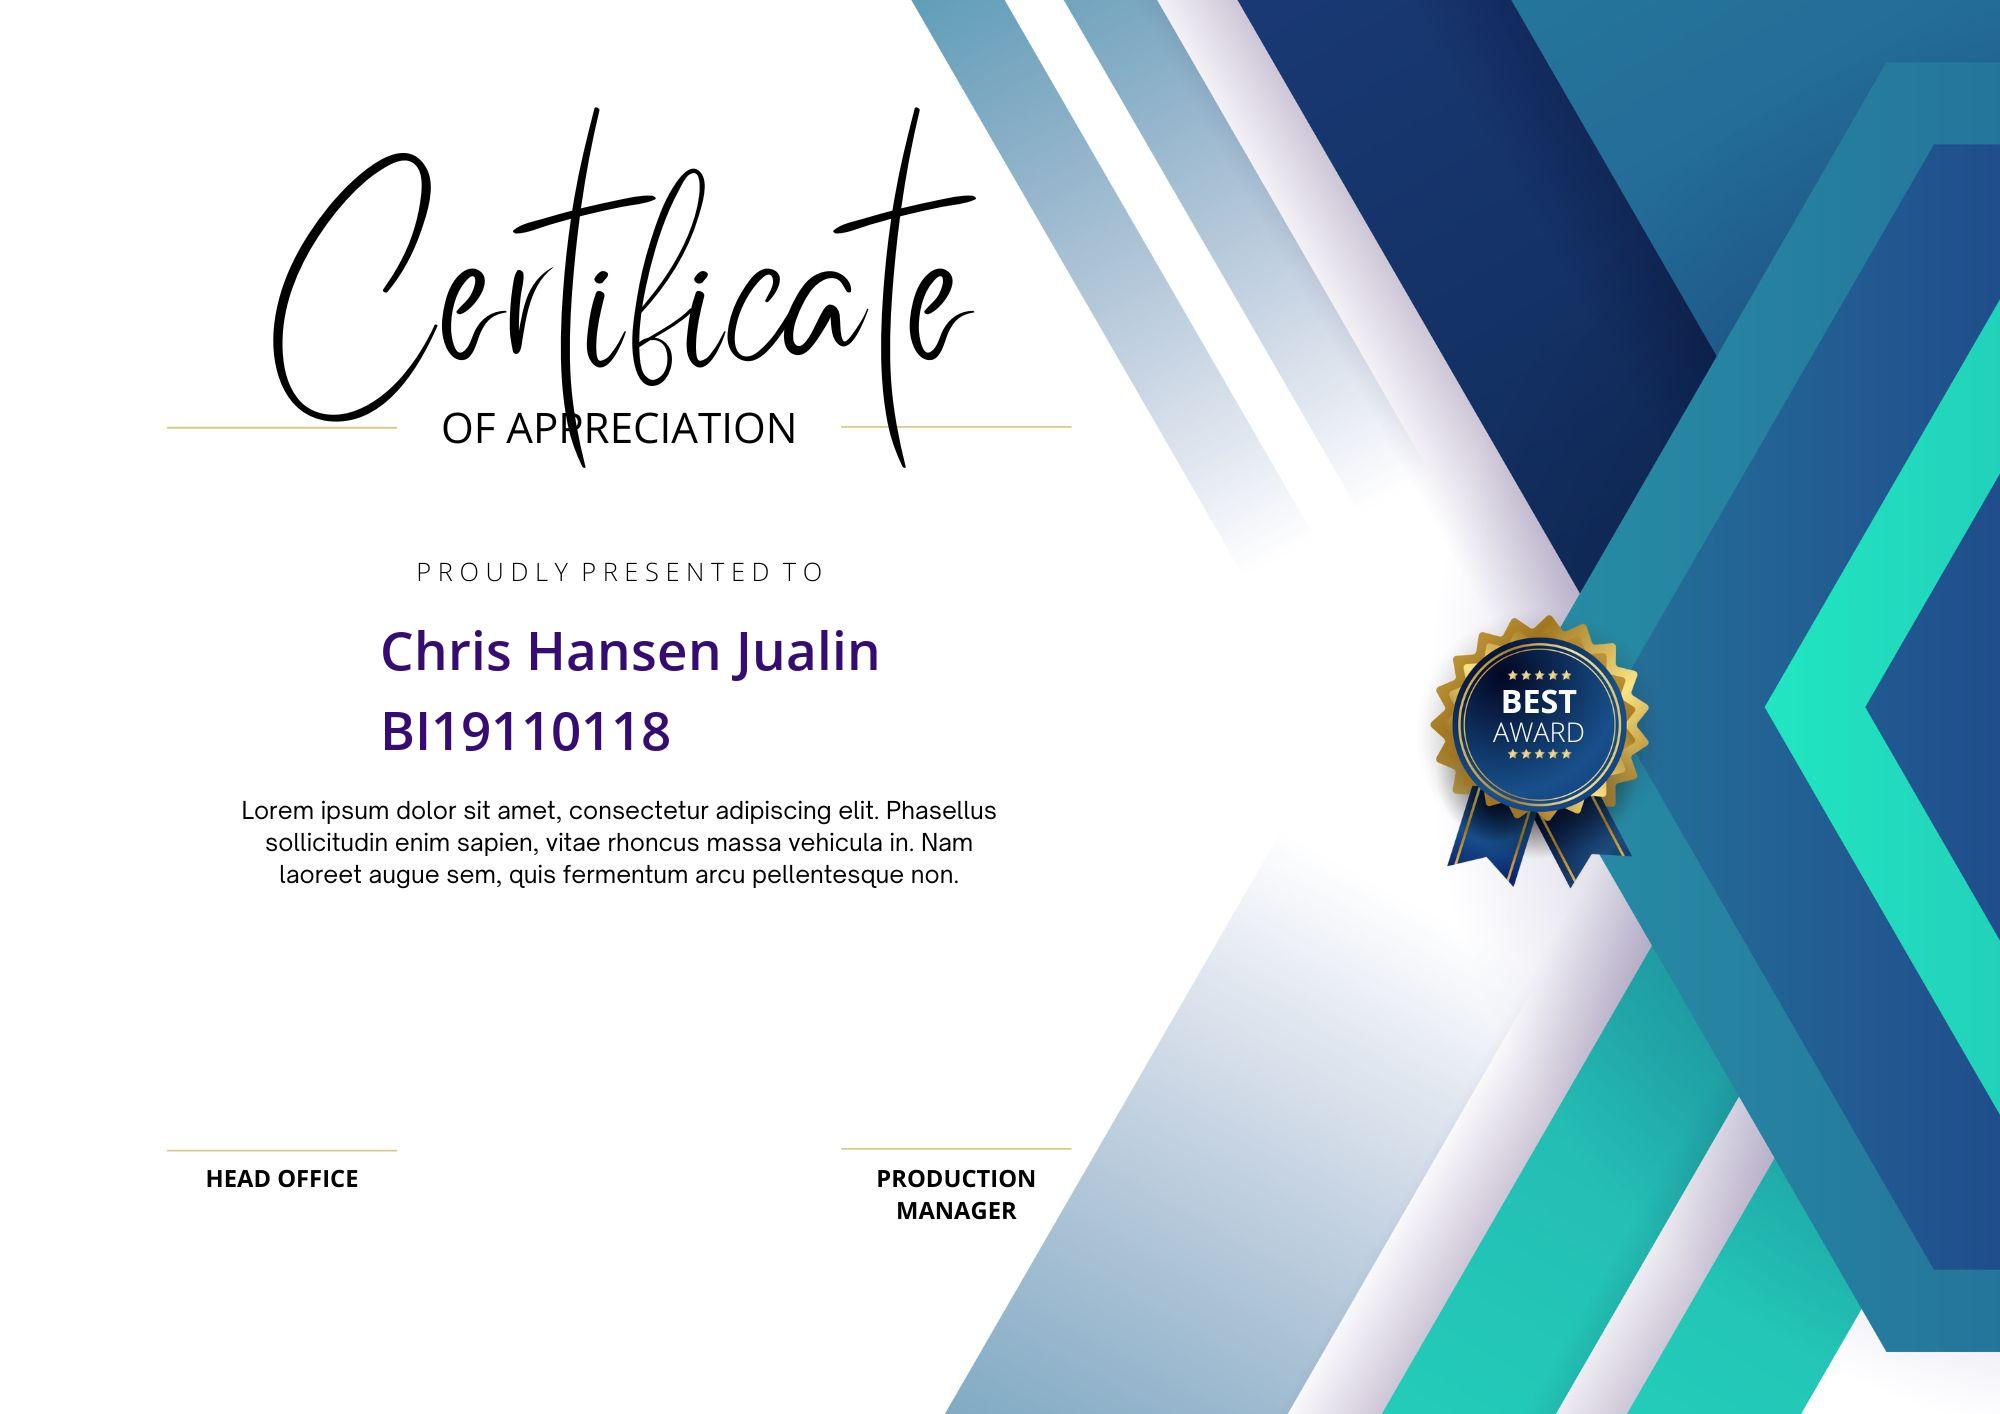 Certificate
OF APPRECIATION
PROUDLY PRESENTED TO
Chris Hansen Jualin
BI19110118
Lorem ipsum dolor sit amet, consectetur adipiscing elit. Phasellus
sollicitudin enim sapien, vitae rhoncus massa vehicula in. Nam
laoreet augue sem, quis fermentum arcu pellentesque non.
BEST
AWARD
HEAD OFFICE
PRODUCTION
MANAGER